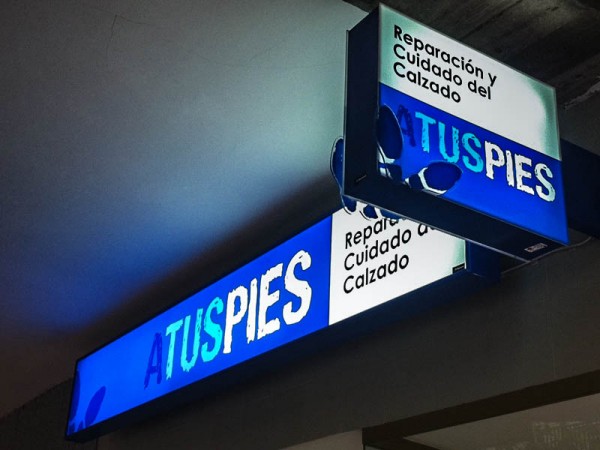 Reparación y
Cuidado del
Calzado
ATUSPIES
ATUSPIES
Cuidado
Calzado